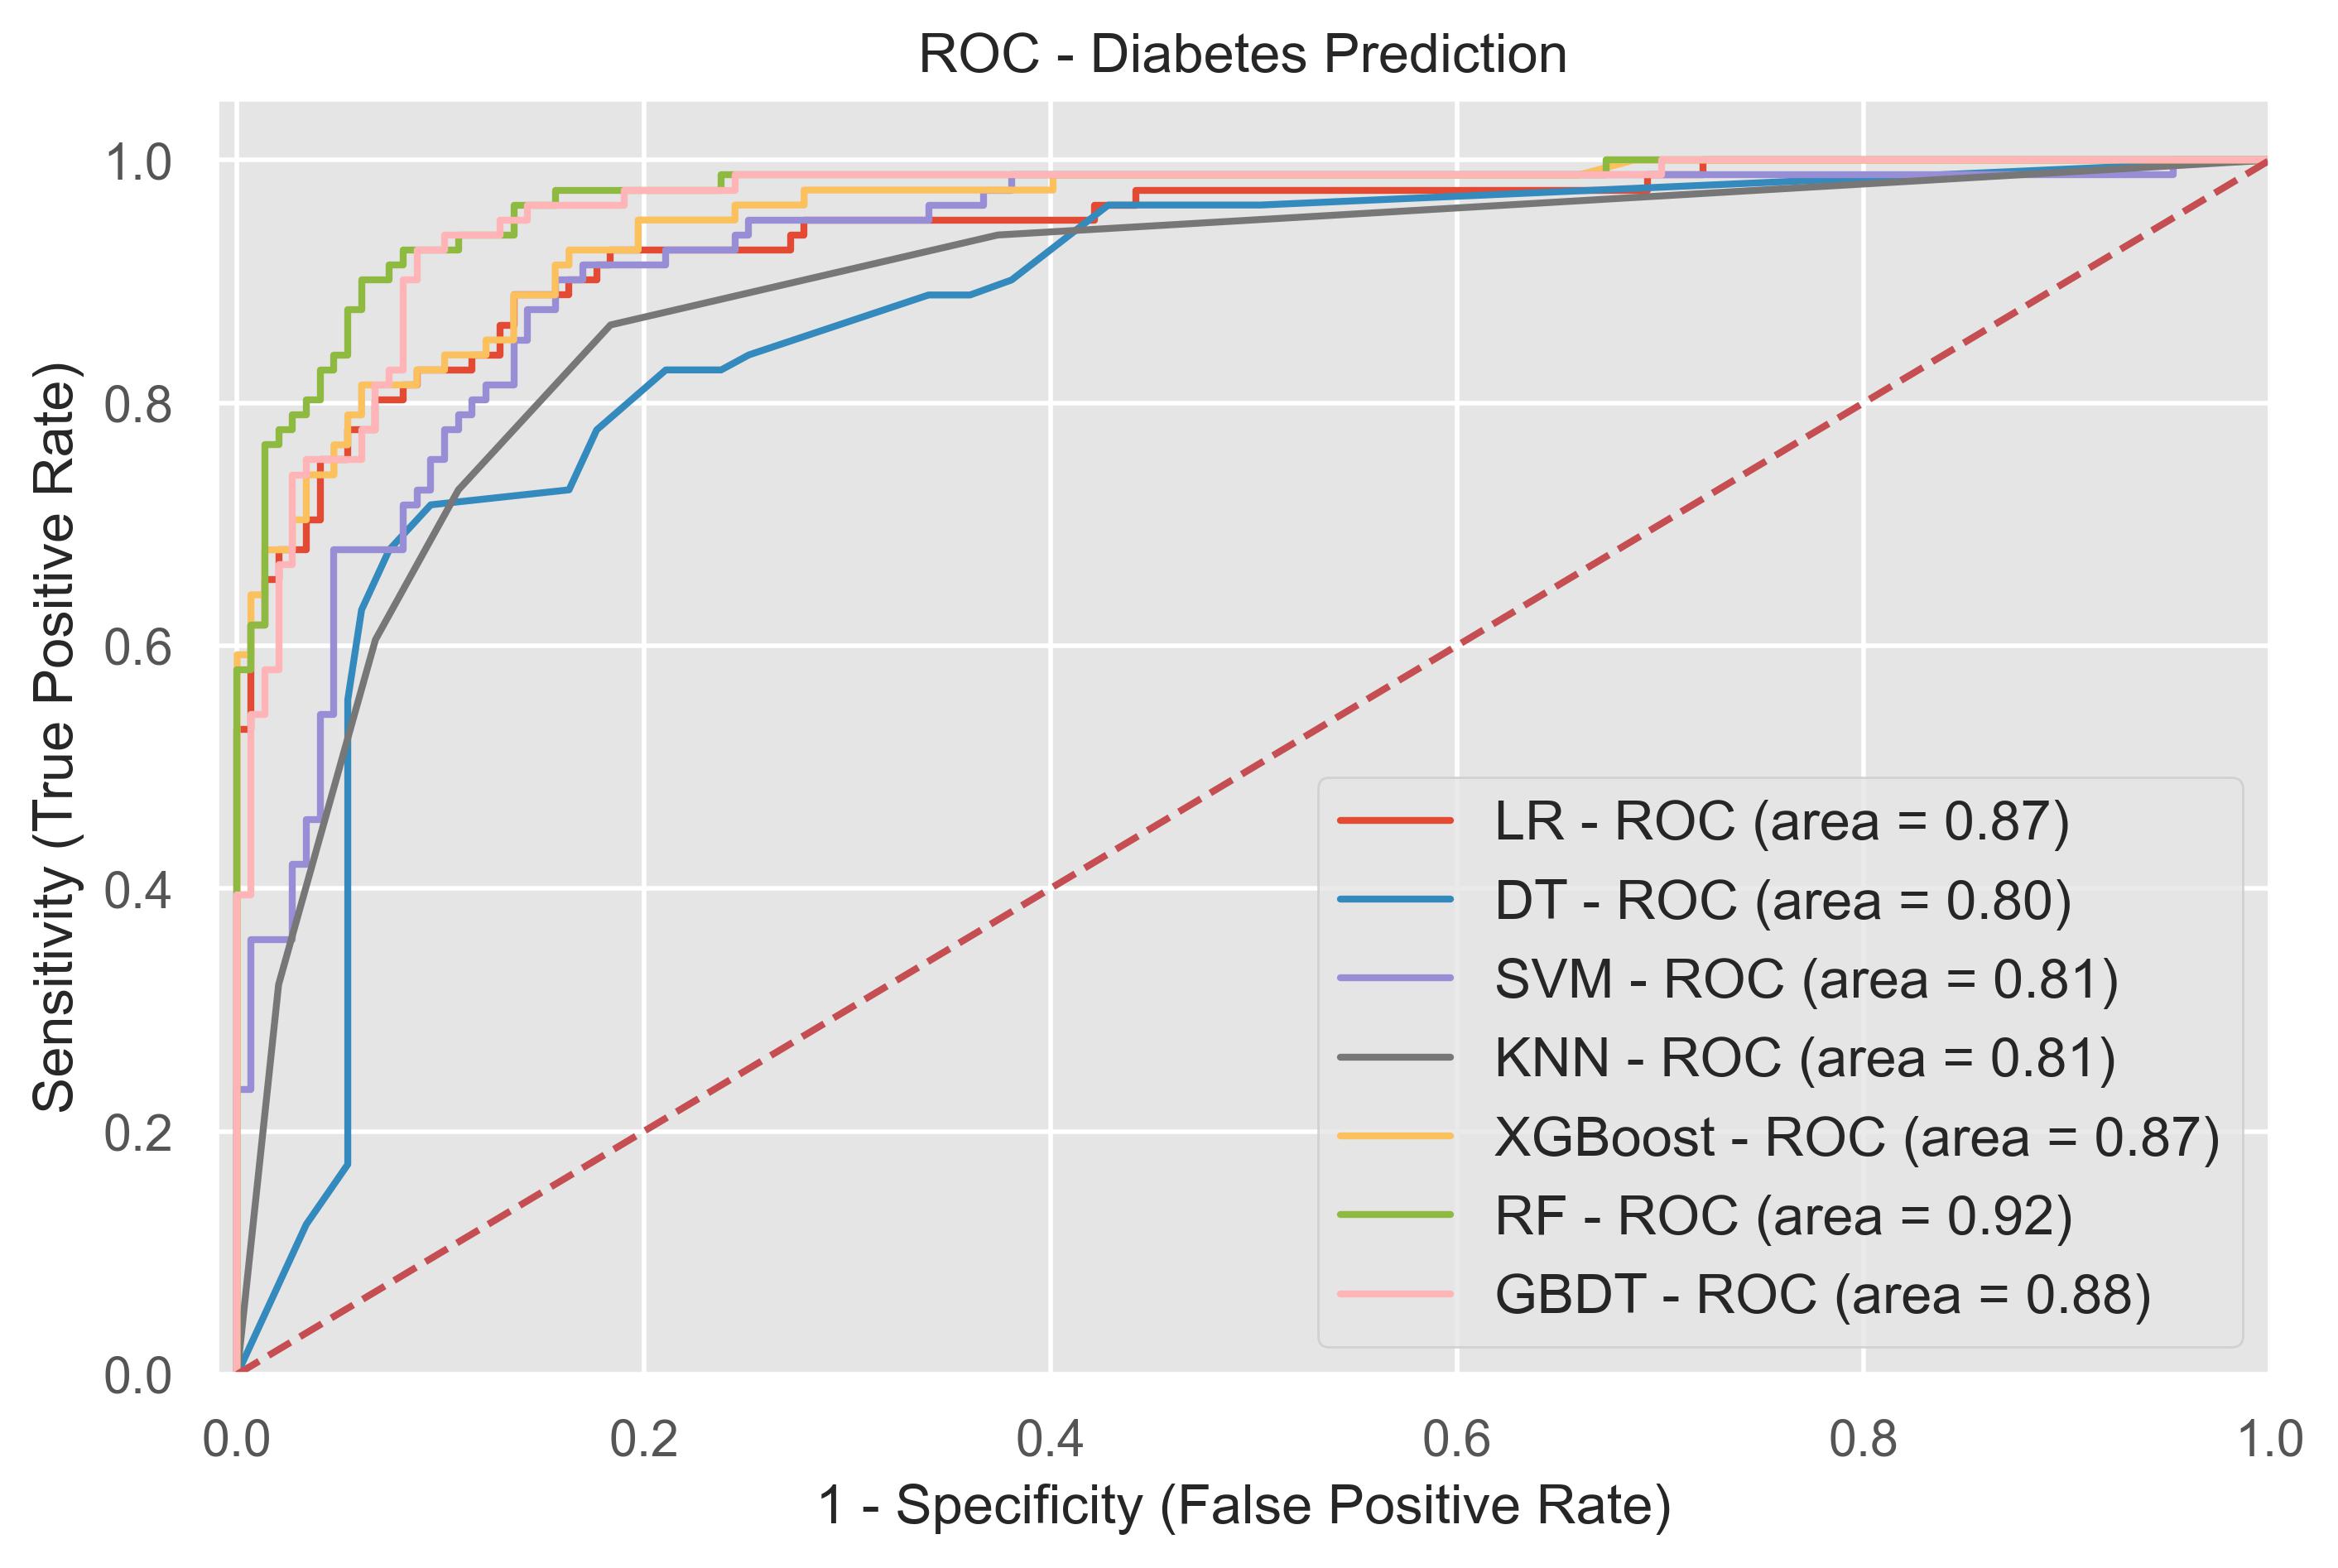 ROC - Diabetes Prediction
Sensitivity (True Positive Rate)
1.0
0.8
0.6
0.4
0.2
0.0
LR - ROC (area = 0.87)
DT - ROC (area = 0.80)
SVM - ROC (area = 0.81)
KNN - ROC (area = 0.81)
XGBoost - ROC (area = 0.87)
RF - ROC (area = 0.92)
GBDT - ROC (area = 0.88)
0.0 0.2 0.4 0.6 0.8 1.0
1 - Specificity (False Positive Rate)